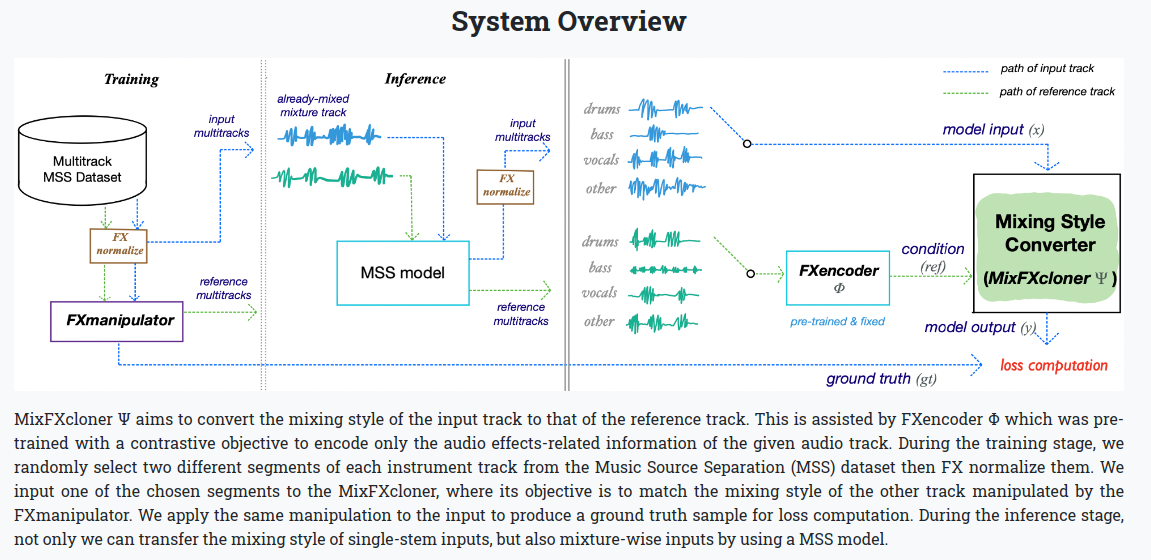 System Overview
Training
Inference
path of input track
path of reference track
input
multitracks
already-mixed
mixture track
input
multitracks
drums
bass
vocals
other
model input (x)
Multitrack
MSS Dataset
FX
normalize
FX
normalize
Mixing Style
Converter
(MixFXcloner Ψ )
drums
bass
vocals
other
MSS model
FXencoder
Φ
condition
(ref)
reference
multitracks
reference
multitracks
FXmanipulator
pre-trained & fixed
model output (y)
ground truth (gt)
loss computation
MixFXcloner Ψ aims to convert the mixing style of the input track to that of the reference track. This is assisted by FXencoder Φ which was pre-
trained with a contrastive objective to encode only the audio effects-related information of the given audio track. During the training stage, we
randomly select two different segments of each instrument track from the Music Source Separation (MSS) dataset then FX normalize them. We
input one of the chosen segments to the MixFXcloner, where its objective is to match the mixing style of the other track manipulated by the
FXmanipulator. We apply the same manipulation to the input to produce a ground truth sample for loss computation. During the inference stage,
not only we can transfer the mixing style of single-stem inputs, but also mixture-wise inputs by using a MSS model.